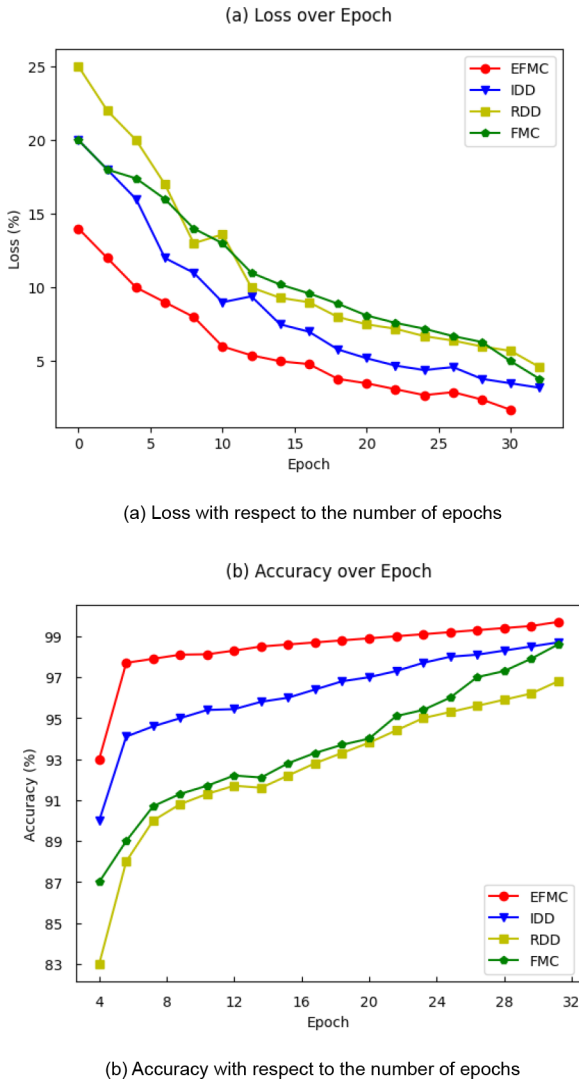 (a) Loss over Epoch
25
20
15
10
5
Loss (%)
EFMC
IDD
RDD
FMC
0 5 10 15 20 25 30
Epoch
(a) Loss with respect to the number of epochs
(b) Accuracy over Epoch
99
97
95
93
91
89
87
85
83
Accuracy (%)
EFMC
IDD
RDD
FMC
4 8 12 16 20 24 28 32
Epoch
(b) Accuracy with respect to the number of epochs